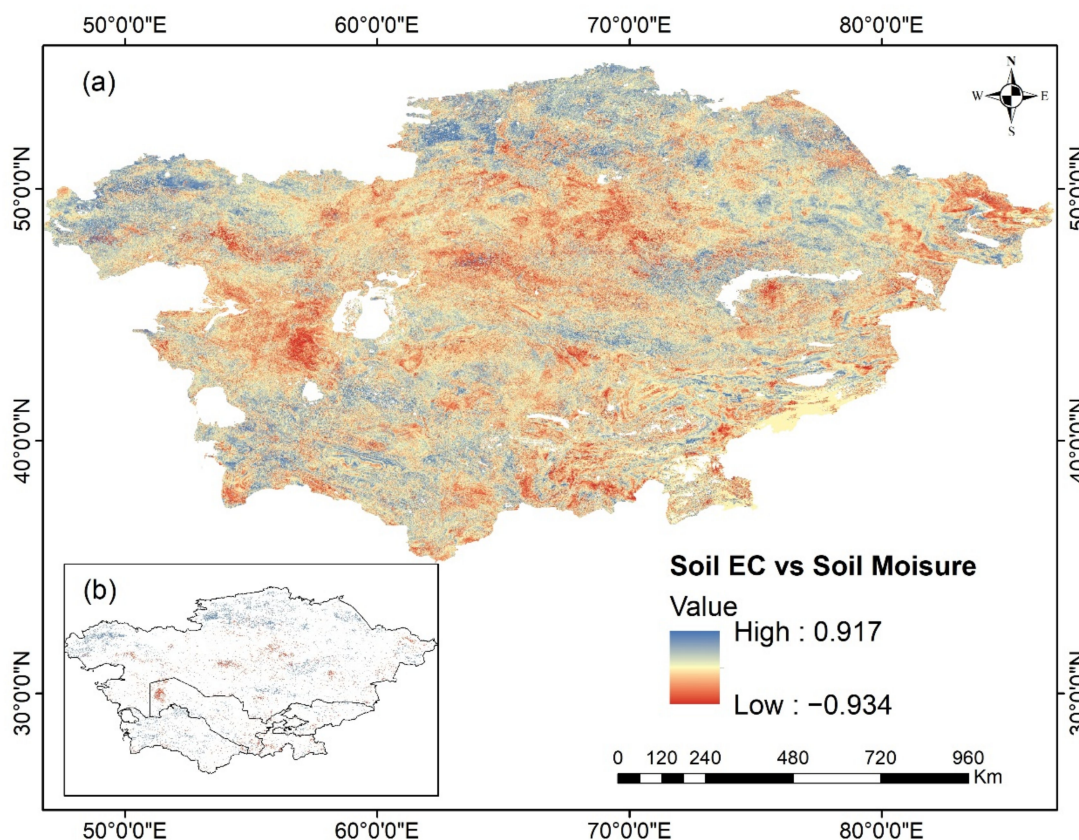 50°0'0"E 60°0'0"E 70°0'0"E 80°0'0"E
(a)
N
W E
S
50°0'0"N 50°0'0"N
40°0'0"N 40°0'0"N
30°0'0"N 30°0'0"N
(b)
Soil EC vs Soil Moisure
Value
High : 0.917
Low : −0.934
0 120 240 480 720 960
Km
50°0'0"E 60°0'0"E 70°0'0"E 80°0'0"E